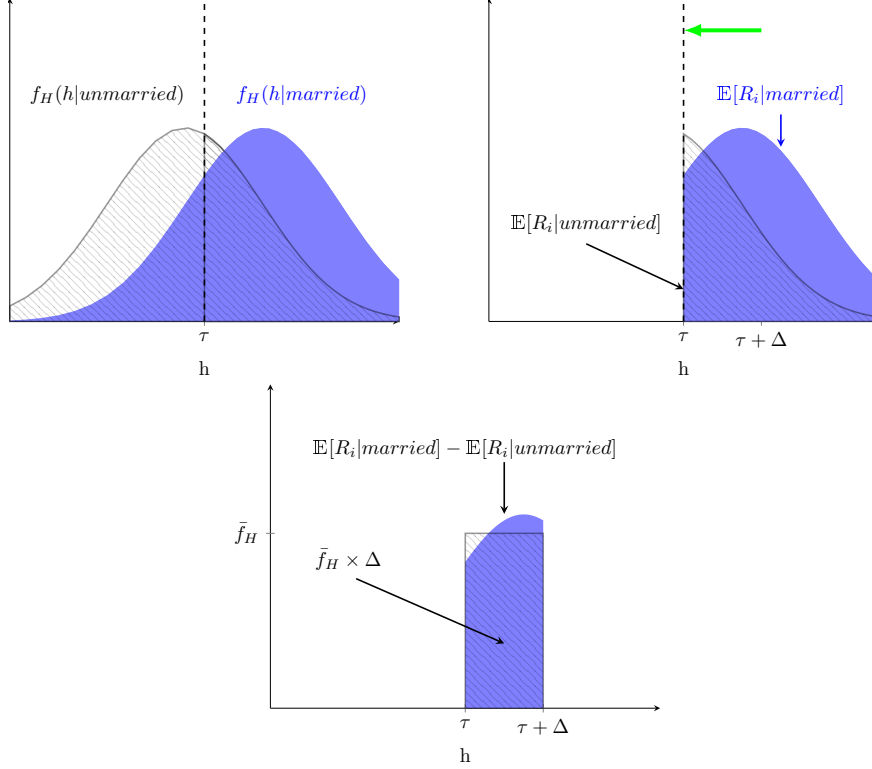 f_H(h|unmarried)
f_H(h|married)
τ
h
𝔼[R_i|married]
𝔼[R_i|unmarried]
τ
τ + Δ
h
𝔼[R_i|married] − 𝔼[R_i|unmarried]
f̄_H
f̄_H × Δ
τ
τ + Δ
h